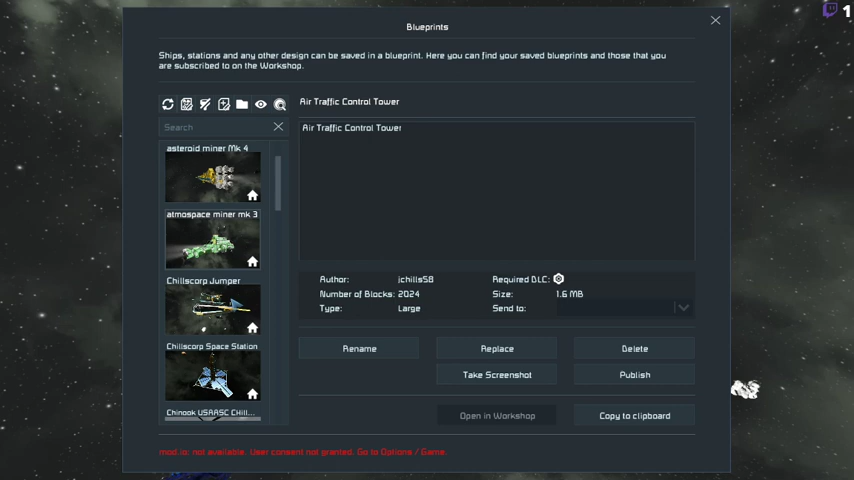 1
Blueprints
Ships, stations and any other design can be saved in a blueprint. Here you can find your saved blueprints and those that you
are subscribed to on the Workshop.
Air Traffic Control Tower
Search
Air Traffic Control Tower
asteroid miner Mk 4
atmospace miner mk 3
Chillscorp Jumper
Chillscorp Space Station
Chinook USAASC CHill...
Author: jchills58
Required DLC:
Number of Blocks: 2024
Size: 1.6 MB
Type: Large
Send to:
Rename
Replace
Delete
Take Screenshot
Publish
Open in Workshop
Copy to clipboard
mod.io: not available. User consent not granted. Go to Options / Game.